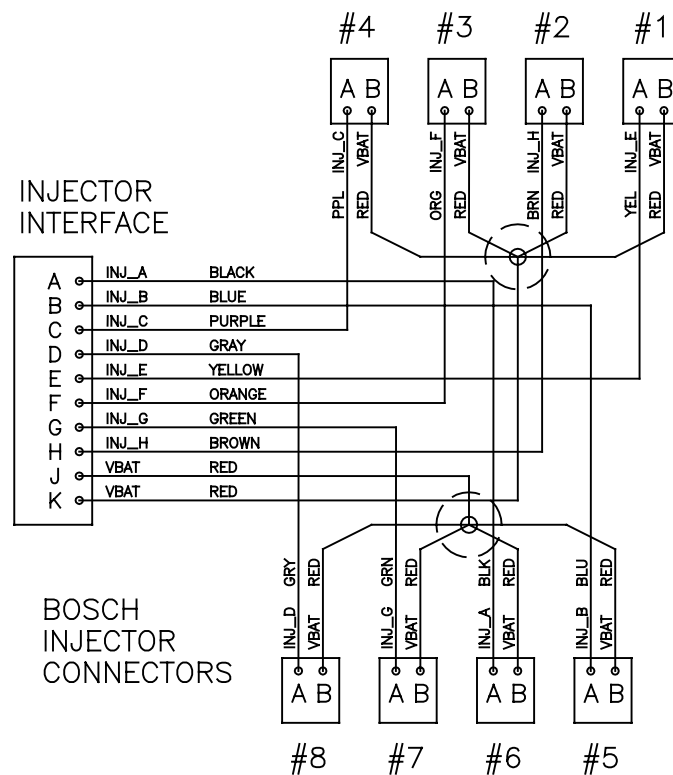 #4 #3 #2 #1
A B A B A B A B
PPL INJ_C RED VBAT ORG INJ_F RED VBAT BRN INJ_H RED VBAT YEL INJ_E RED VBAT
INJECTOR
INTERFACE
A INJ_A BLACK
B INJ_B BLUE
C INJ_C PURPLE
D INJ_D GRAY
E INJ_E YELLOW
F INJ_F ORANGE
G INJ_G GREEN
H INJ_H BROWN
J VBAT RED
K VBAT RED
INJ_D GRY VBAT RED INJ_G GRN VBAT RED INJ_A BLK VBAT RED INJ_B BLU VBAT RED
BOSCH
INJECTOR
CONNECTORS
A B A B A B A B
#8 #7 #6 #5